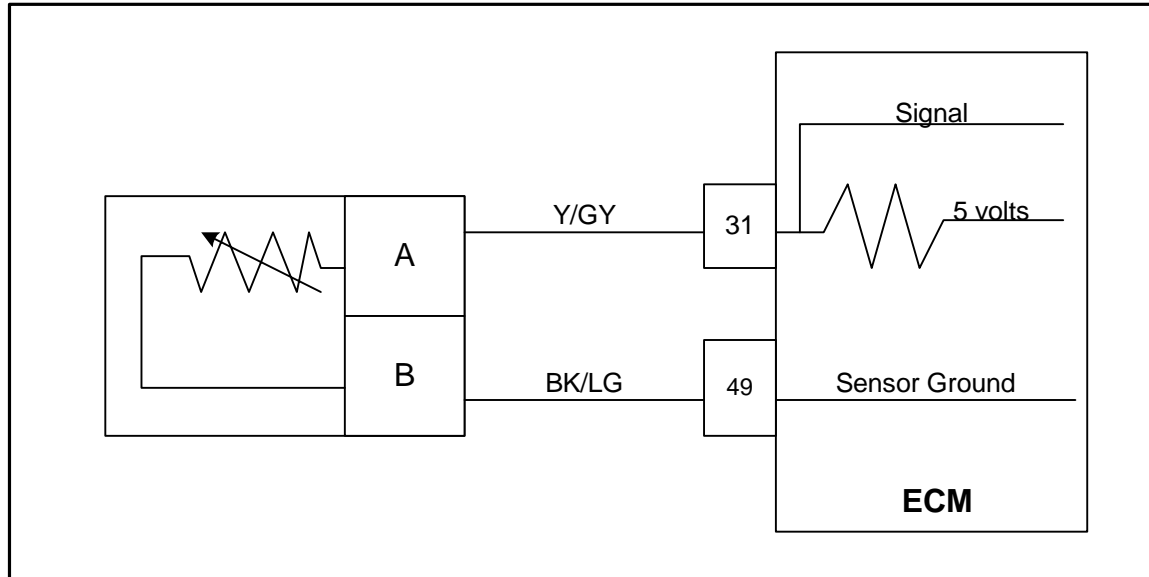 Signal
Y/GY
31
5 volts
A
B
BK/LG
49
Sensor Ground
ECM